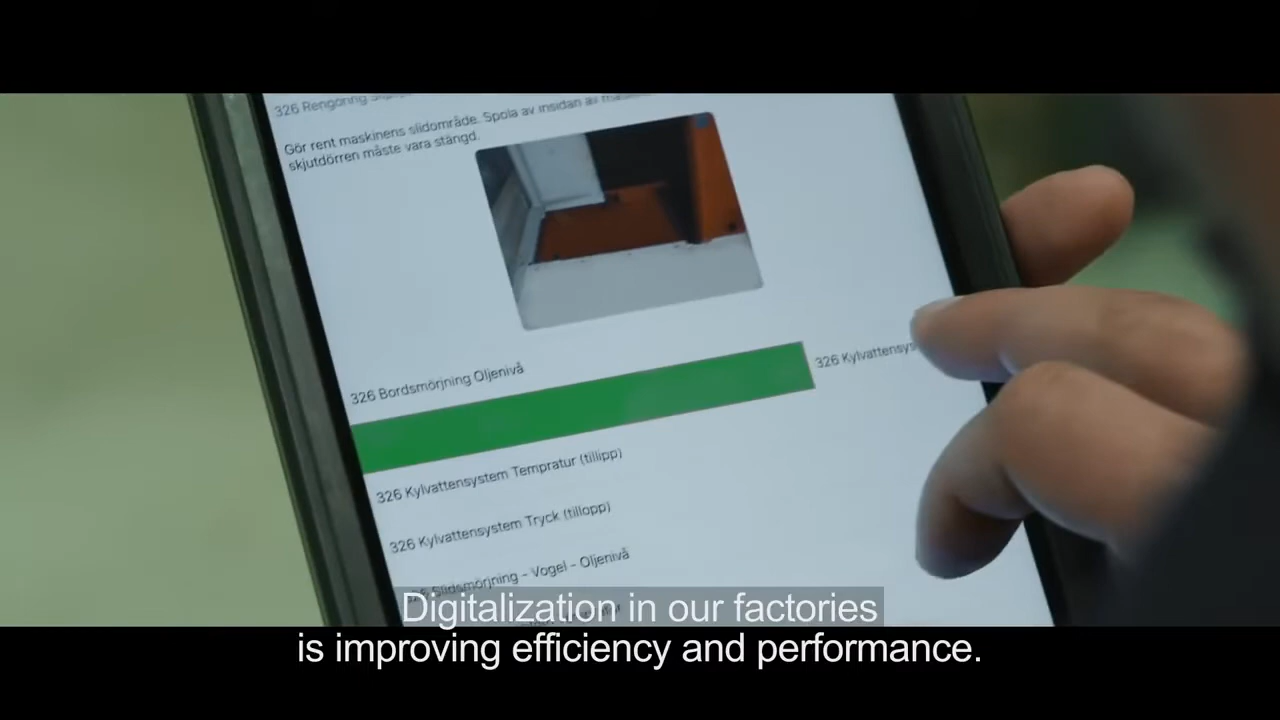 326 Rengöring
Gör rent maskinens slidområde. Spola av insidan av
skjutdörren måste vara stängd.
326 Bordsmörjning Oljenivå
326 Kylvattensys
326 Kylvattensystem Tempratur (tillipp)
326 Kylvattensystem Tryck (tillopp)
326 Slidsmörjning - Vogel - Oljenivå
Digitalization in our factories
is improving efficiency and performance.